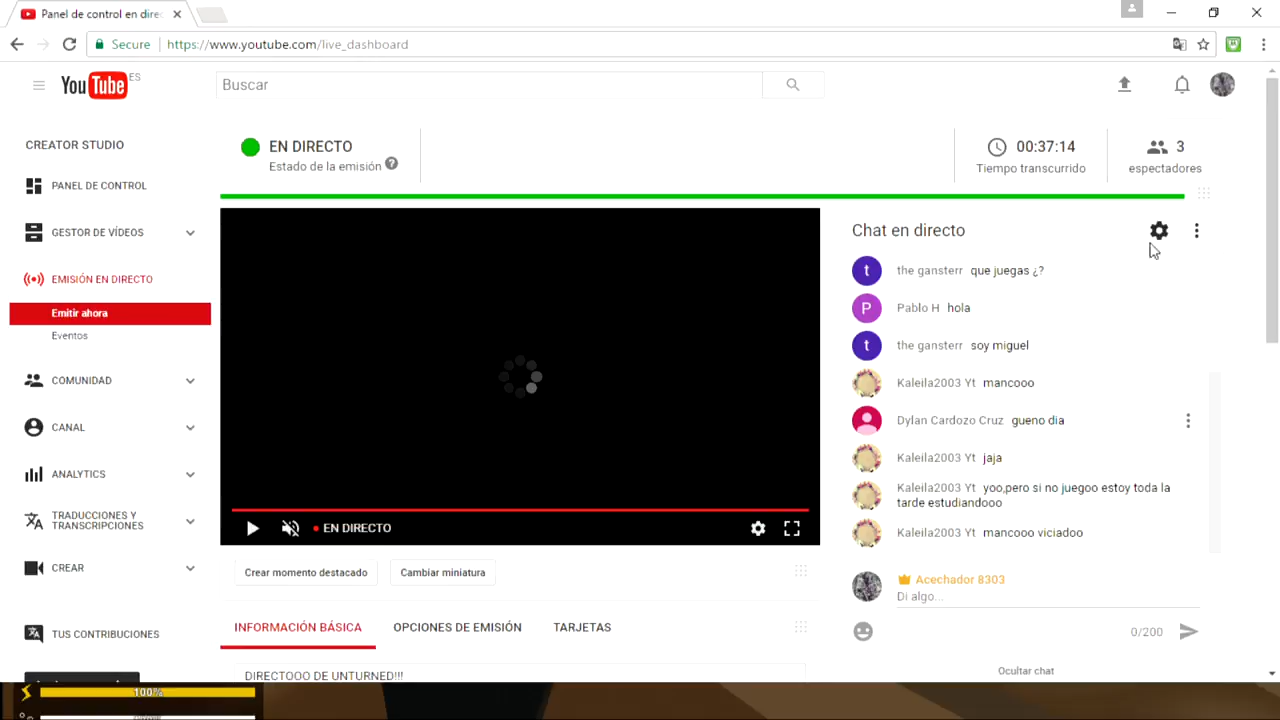 Panel de control en direc
Secure
https://www.youtube.com/live_dashboard
YouTube ES
Buscar
CREATOR STUDIO
PANEL DE CONTROL
GESTOR DE VÍDEOS
EMISIÓN EN DIRECTO
Emitir ahora
Eventos
COMUNIDAD
CANAL
ANALYTICS
TRADUCCIONES Y
TRANSCRIPCIONES
CREAR
TUS CONTRIBUCIONES
EN DIRECTO
Estado de la emisión ?
00:37:14
Tiempo transcurrido
3
espectadores
EN DIRECTO
Crear momento destacado
Cambiar miniatura
INFORMACIÓN BÁSICA
OPCIONES DE EMISIÓN
TARJETAS
DIRECTOOO DE UNTURNED!!!
Chat en directo
t the gansterr que juegas ¿?
P Pablo H hola
t the gansterr soy miguel
Kaleila2003 Yt mancooo
Dylan Cardozo Cruz gueno dia
Kaleila2003 Yt jaja
Kaleila2003 Yt yoo,pero si no juegoo estoy toda la
tarde estudiandooo
Kaleila2003 Yt mancooo viciadoo
Acechador 8303
Di algo...
0/200
Ocultar chat
100%